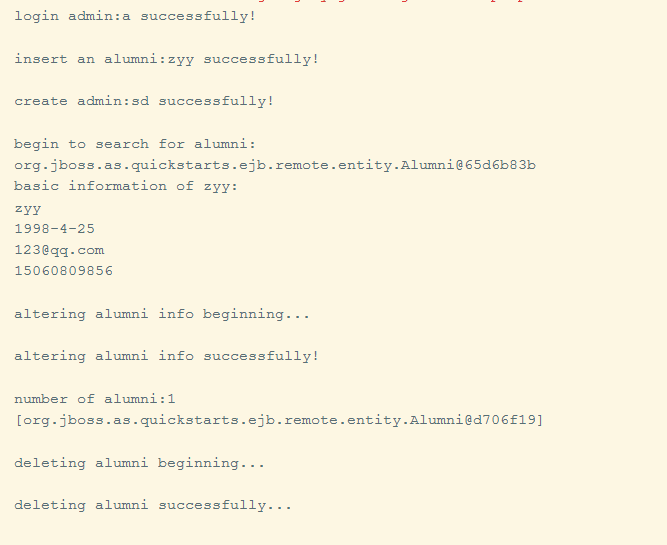 login admin:a successfully!
insert an alumni:zyy successfully!
create admin:sd successfully!
begin to search for alumni:
org.jboss.as.quickstarts.ejb.remote.entity.Alumni@65d6b83b
basic information of zyy:
zyy
1998-4-25
123@qq.com
15060809856
altering alumni info beginning...
altering alumni info successfully!
number of alumni:1
[org.jboss.as.quickstarts.ejb.remote.entity.Alumni@d706f19]
deleting alumni beginning...
deleting alumni successfully...